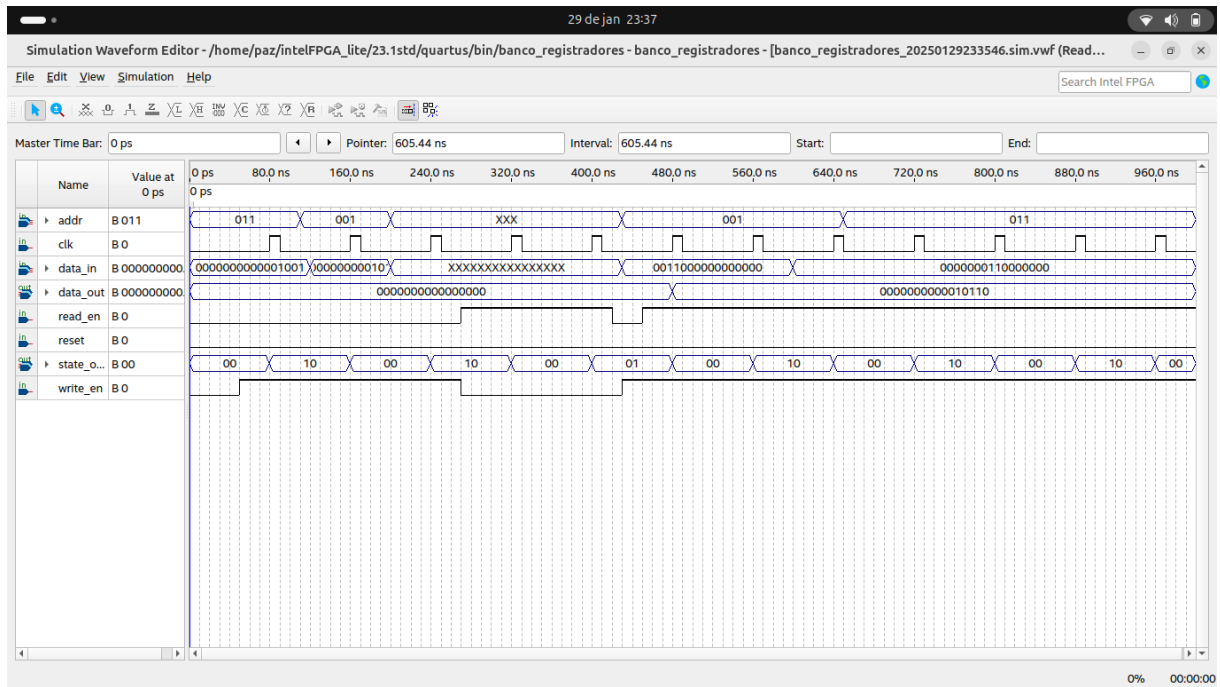 29 de jan 23:37
Simulation Waveform Editor - /home/paz/intelFPGA_lite/23.1std/quartus/bin/banco_registradores - banco_registradores - [banco_registradores_20250129233546.sim.vwf (Read...
File Edit View Simulation Help
Search Intel FPGA
Master Time Bar: 0 ps Pointer: 605.44 ns Interval: 605.44 ns Start: End:
Name Value at 0 ps 0 ps 80.0 ns 160.0 ns 240.0 ns 320.0 ns 400.0 ns 480.0 ns 560.0 ns 640.0 ns 720.0 ns 800.0 ns 880.0 ns 960.0 ns
0 ps
addr B 011 011 001 XXX 001 011
clk B 0
data_in B 000000000 0000000000001001 00000000010 XXXXXXXXXXXXXXXX 0011000000000000 0000000110000000
data_out B 000000000 0000000000000000 0000000000010110
read_en B 0
reset B 0
state_o... B 00 00 10 00 10 00 01 00 10 00 10 00 10 00
write_en B 0
0% 00:00:00